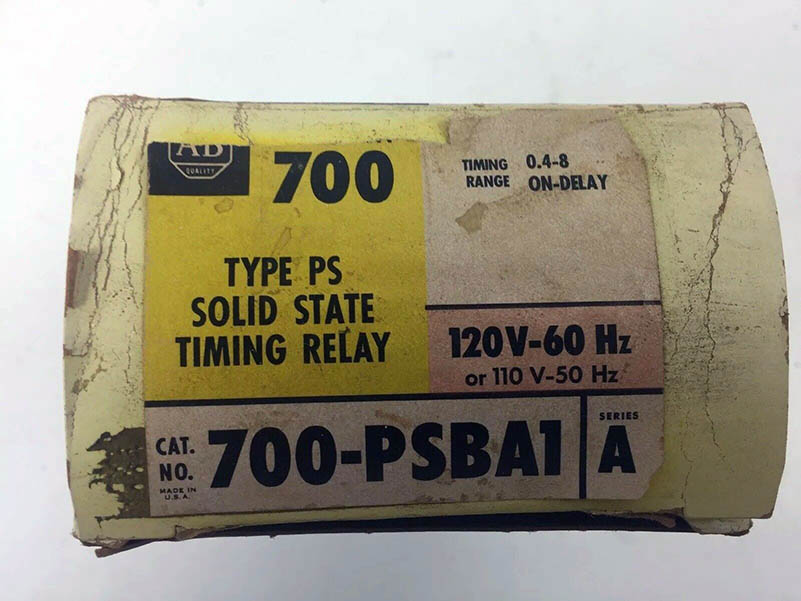 AB
QUALITY
700
TYPE PS
SOLID STATE
TIMING RELAY
TIMING RANGE 0.4-8
ON-DELAY
120V-60 Hz
or 110 V-50 Hz
CAT. NO. 700-PSBA1
MADE IN
U.S.A.
SERIES
A